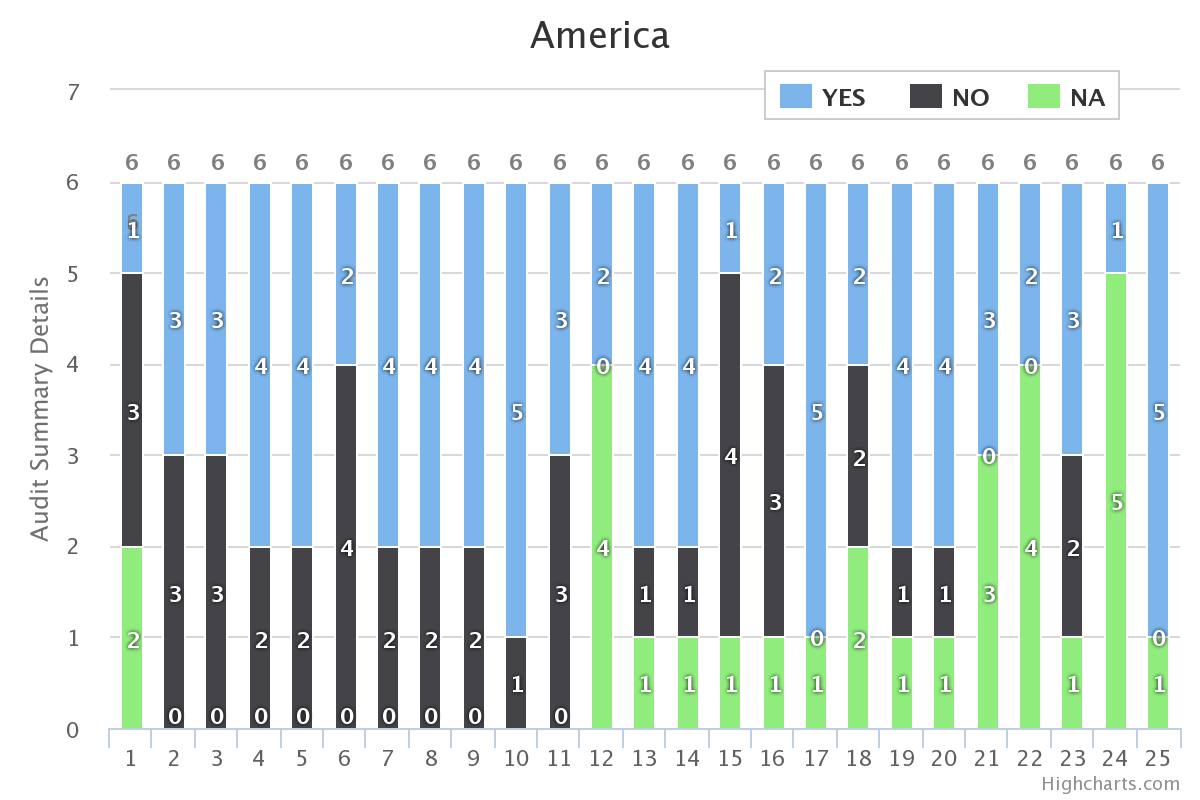 America
7
YES NO NA
6 6 6 6 6 6 6 6 6 6 6 6 6 6 6 6 6 6 6 6 6 6 6 6 6
6
6
1 1 1
2 2 2 2 2
5
3 3 3 3 3
4 4 4 4 4 4 4 4 4 0 4 4 0
5 5 5
3 2
3 4 0
3 5
4 4 4 2
2
3 3 3 1 1 1 1 3
2 2 2 2 2 2 2 0 2 0
1
1 1 1 1 1 1 1 1 1 1
0 0 0 0 0 0 0 0 0
0
Audit Summary Details
1 2 3 4 5 6 7 8 9 10 11 12 13 14 15 16 17 18 19 20 21 22 23 24 25
Highcharts.com